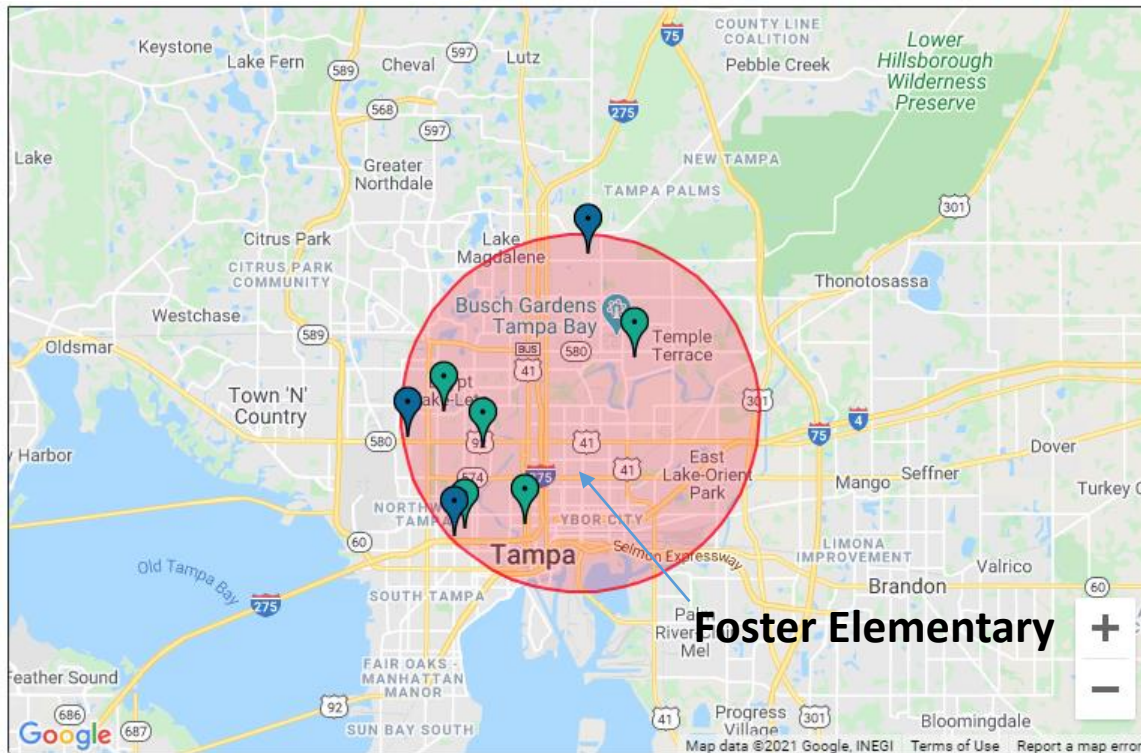 COUNTY LINE
COALITION
Keystone
Lake Fern
589
Cheval
597
Lutz
75
Pebble Creek
Lower
Hillsborough
Wilderness
Preserve
568
597
275
Lake
Greater
Northdale
NEW TAMPA
TAMPA PALMS
301
Citrus Park
CITRUS PARK
COMMUNITY
Lake
Magdalene
Thonotosassa
Westchase
589
Oldsmar
Busch Gardens
Tampa Bay
Temple
Terrace
BUS
41
580
Town 'N'
Country
301
4
580
41
75
Dover
Harbor
574
275
41
East
Lake-Orient
Park
Mango
Seffner
Turkey
NORTHW
TAMPA
YBOR CITY
60
Tampa
Selmon Expressway
LIMONA
IMPROVEMENT
Valrico
Old Tampa Bay
275
SOUTH TAMPA
Brandon
60
Foster Elementary
+
−
FAIR OAKS -
MANHATTAN
MANOR
Feather Sound
92
686
687
SUN BAY SOUTH
41
Progress
Village
301
Bloomingdale
Google
Map data ©2021 Google, INEGI Terms of Use Report a map